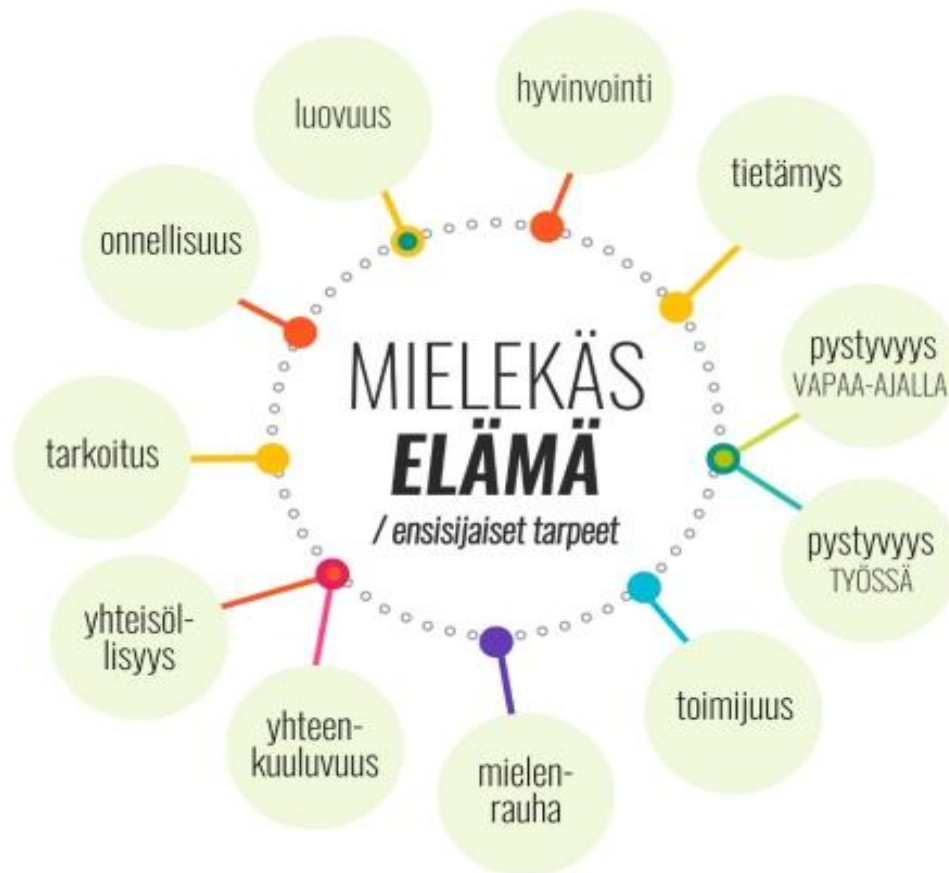 MIELEKÄS
ELÄMÄ
/ ensisijaiset tarpeet
hyvinvointi
tietämys
pystyvyys
VAPAA-AJALLA
pystyvyys
TYÖSSÄ
toimijuus
mielen-
rauha
yhteen-
kuuluvuus
yhteisöl-
lisyys
tarkoitus
onnellisuus
luovuus